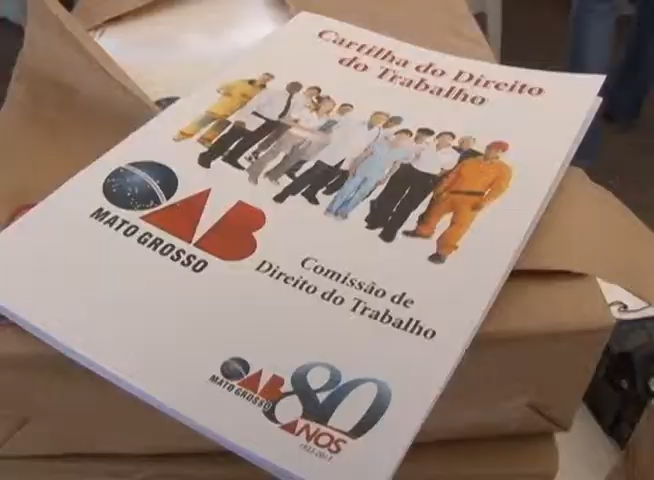 Cartilha do Direito
do Trabalho
OAB
MATO GROSSO
Comissão de
Direito do Trabalho
OAB
MATO GROSSO
80
ANOS